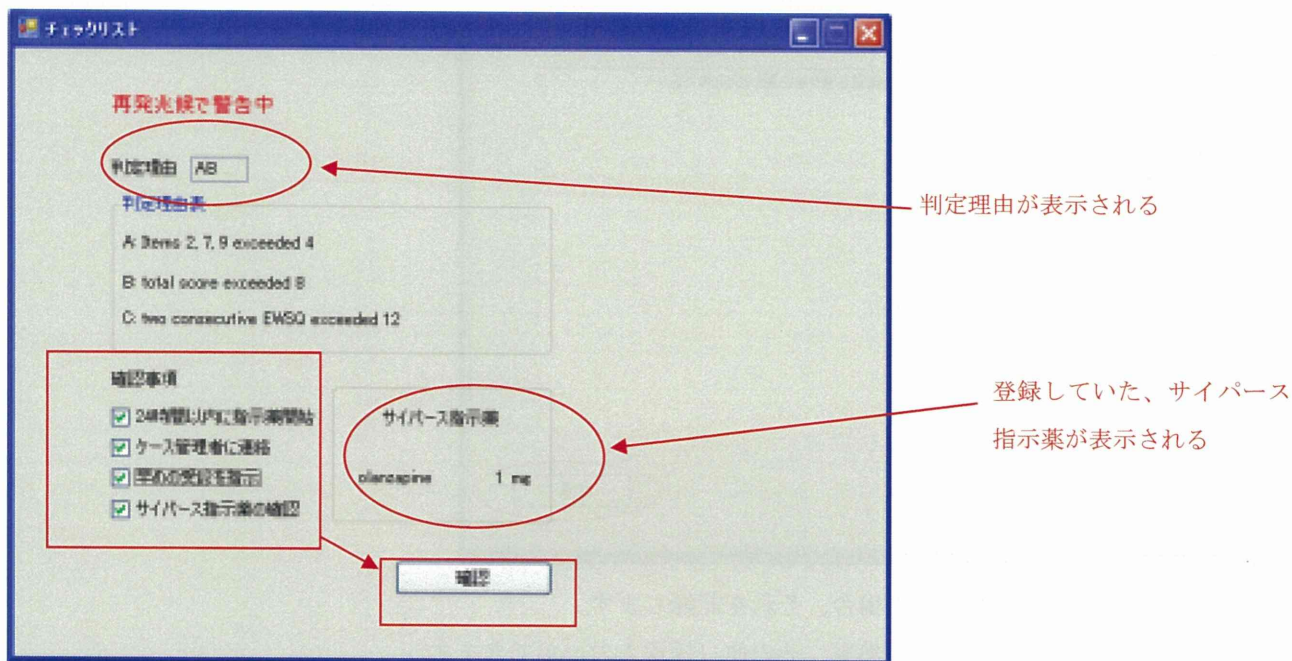 チェックリスト
再発兆候で警告中
判定理由 AB
判定理由表
判定理由が表示される
A: Items 2, 7, 9 exceeded 4
B: total score exceeded 8
C: two consecutive EWSQ exceeded 12
確認事項
24時間以内に指示薬開始
ケース管理者に連絡
早めの受診を指示
サイパース指示薬の確認
サイパース指示薬
olanzapine 1 mg
登録していた、サイパース
指示薬が表示される
確認